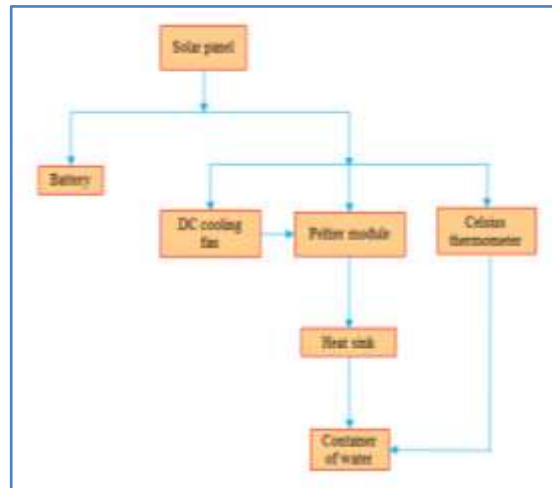 Solar panel
Battery
DC cooling
fan
Peltier module
Celsius
thermometer
Heat sink
Container
of water